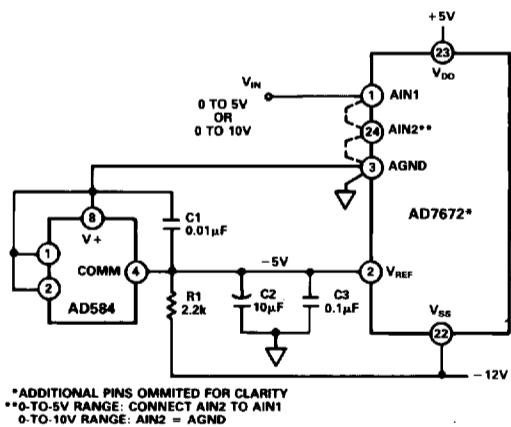 +5V
23
VDD
VIN
0 TO 5V
OR
0 TO 10V
1
AIN1
24
AIN2**
3
AGND
AD7672*
8
V+
C1
0.01µF
1
2
COMM
4
AD584
−5V
2
VREF
R1
2.2k
C2
10µF
C3
0.1µF
VSS
22
−12V
*ADDITIONAL PINS OMMITED FOR CLARITY
**0-TO-5V RANGE: CONNECT AIN2 TO AIN1
0-TO-10V RANGE: AIN2 = AGND